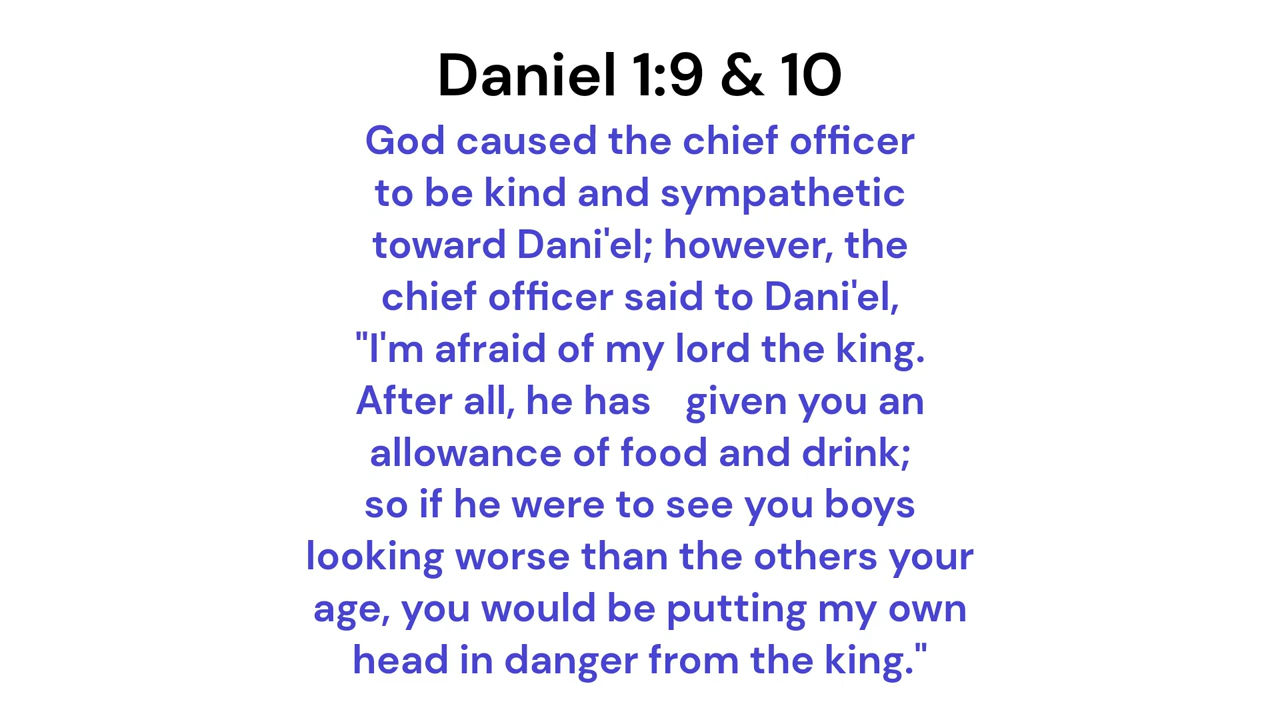 Daniel 1:9 & 10
God caused the chief officer
to be kind and sympathetic
toward Dani'el; however, the
chief officer said to Dani'el,
"I'm afraid of my lord the king.
After all, he has   given you an
allowance of food and drink;
so if he were to see you boys
looking worse than the others your
age, you would be putting my own
head in danger from the king."